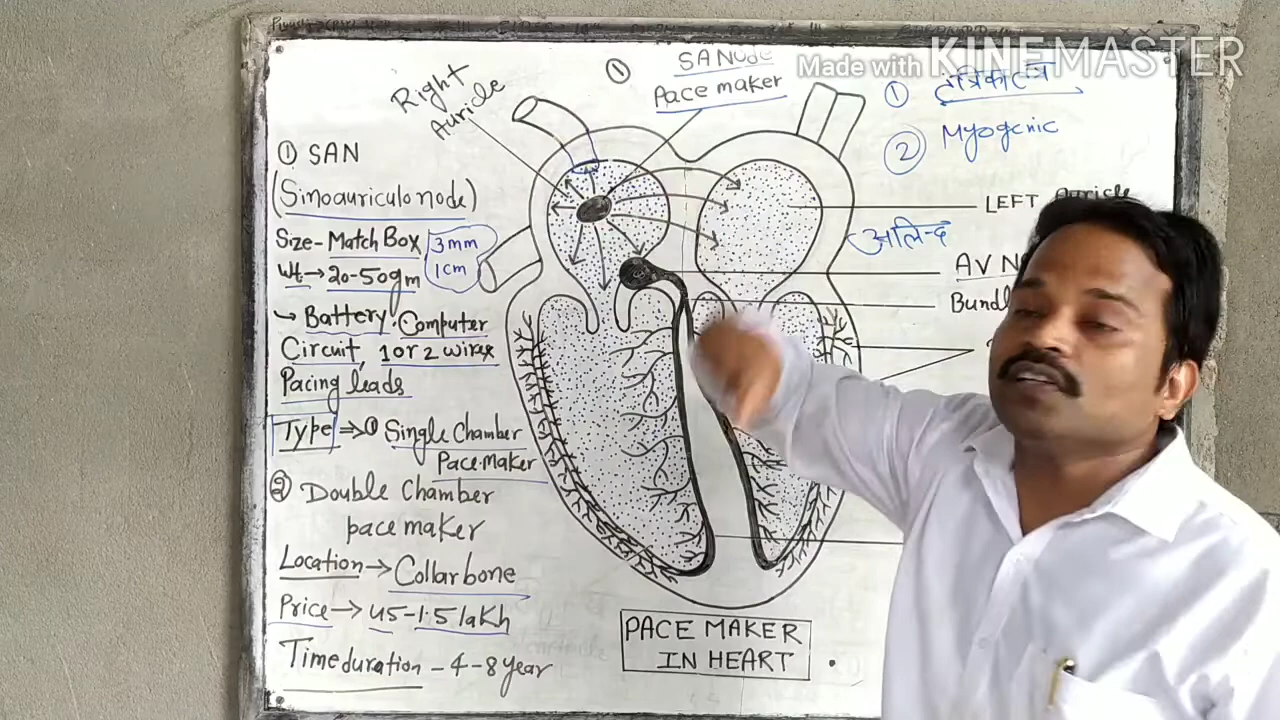 Made with KINEMASTER
① SA Node
Pace maker
Right
Auricle
① तंत्रिकातंत्र
② Myogenic
① SAN
(Sinoauriculo node)
Size-Match Box
3mm
1cm
Wt→20-50gm
→ Battery. Computer
Circuit, 1 or 2 wires
Pacing leads
Type ⇒ ① Single Chamber
Pace-Maker
② Double Chamber
pace maker
Location → Collar bone
Price → 45-1.5 lakh
Time duration - 4-8 year
LEFT Auricle
अलिन्द
AV N
Bundl
PACE MAKER
IN HEART